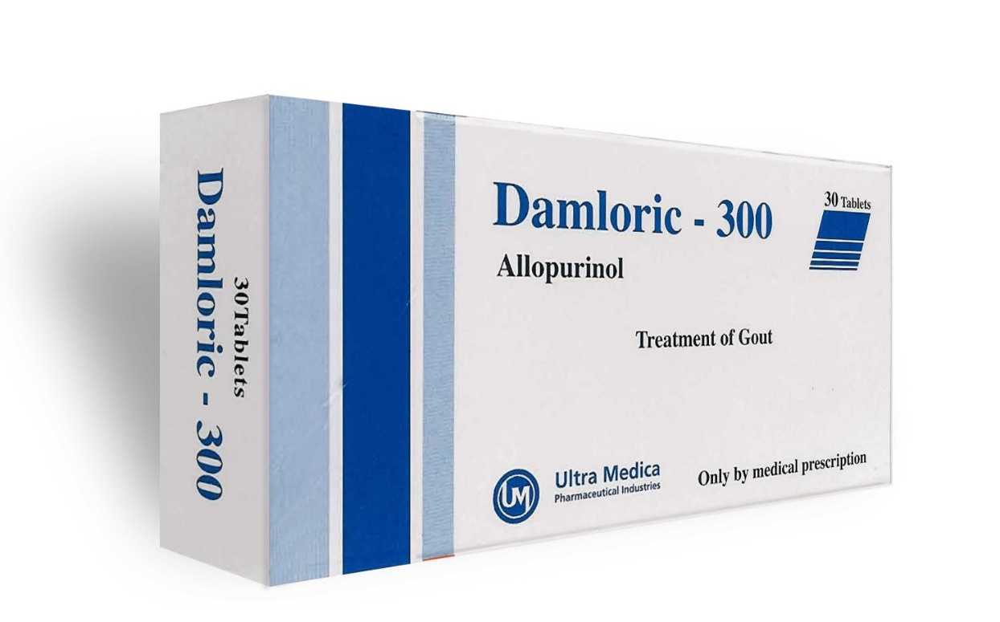 Damloric - 300
30Tablets
Damloric - 300
30 Tablets
Allopurinol
Treatment of Gout
UM
Ultra Medica
Pharmaceutical Industries
Only by medical prescription